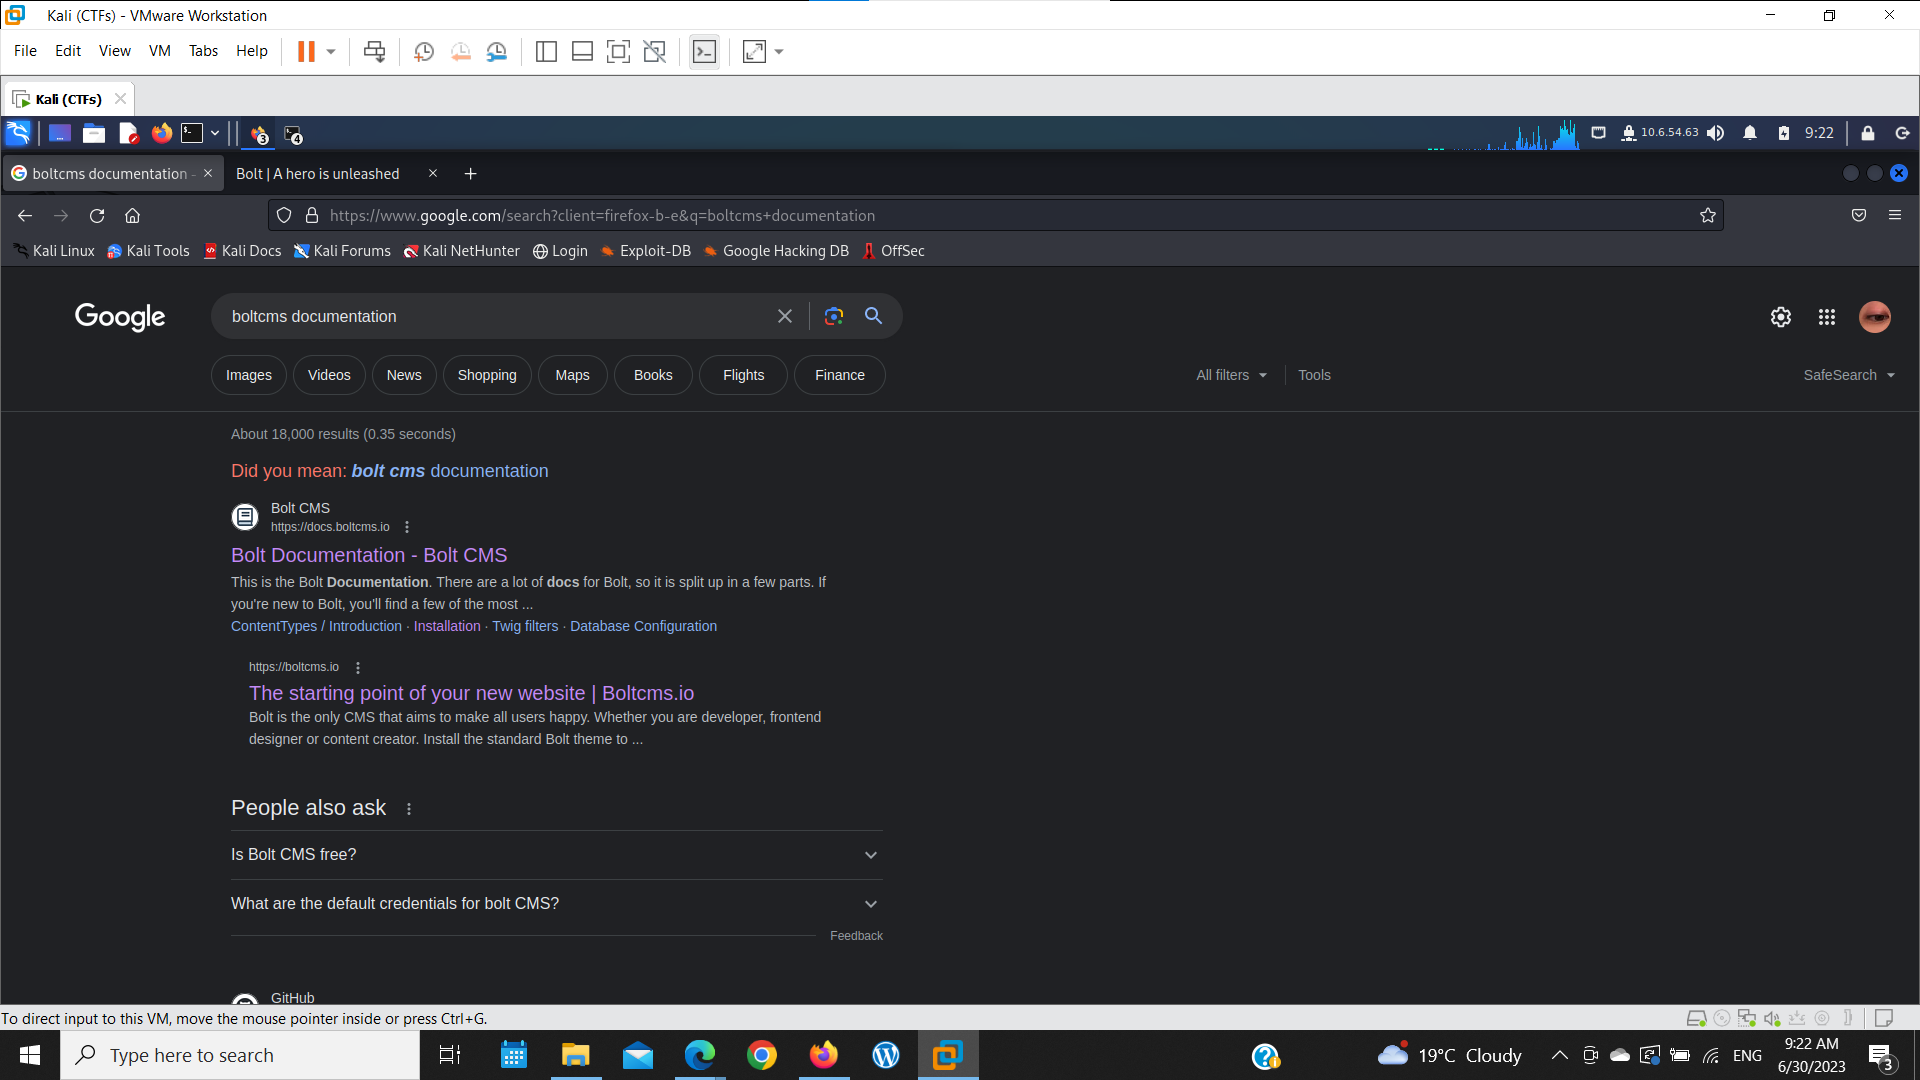 Kali (CTFs) - VMware Workstation
File Edit View VM Tabs Help
Kali (CTFs)
3 4 10.6.54.63 9:22
boltcms documentation - Bolt | A hero is unleashed
https://www.google.com/search?client=firefox-b-e&q=boltcms+documentation
Kali Linux Kali Tools Kali Docs Kali Forums Kali NetHunter Login Exploit-DB Google Hacking DB OffSec
Google boltcms documentation
Images Videos News Shopping Maps Books Flights Finance All filters Tools SafeSearch
About 18,000 results (0.35 seconds)
Did you mean: bolt cms documentation
Bolt CMS
https://docs.boltcms.io
Bolt Documentation - Bolt CMS
This is the Bolt Documentation. There are a lot of docs for Bolt, so it is split up in a few parts. If
you're new to Bolt, you'll find a few of the most ...
ContentTypes / Introduction · Installation · Twig filters · Database Configuration
https://boltcms.io
The starting point of your new website | Boltcms.io
Bolt is the only CMS that aims to make all users happy. Whether you are developer, frontend
designer or content creator. Install the standard Bolt theme to ...
People also ask
Is Bolt CMS free?
What are the default credentials for bolt CMS?
Feedback
GitHub
To direct input to this VM, move the mouse pointer inside or press Ctrl+G.
Type here to search 19°C Cloudy ENG 9:22 AM
6/30/2023 3